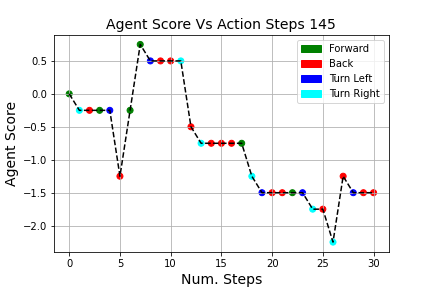 Agent Score Vs Action Steps 145
Forward
Back
Turn Left
Turn Right
0.5
0.0
−0.5
−1.0
−1.5
−2.0
Agent Score
0 5 10 15 20 25 30
Num. Steps